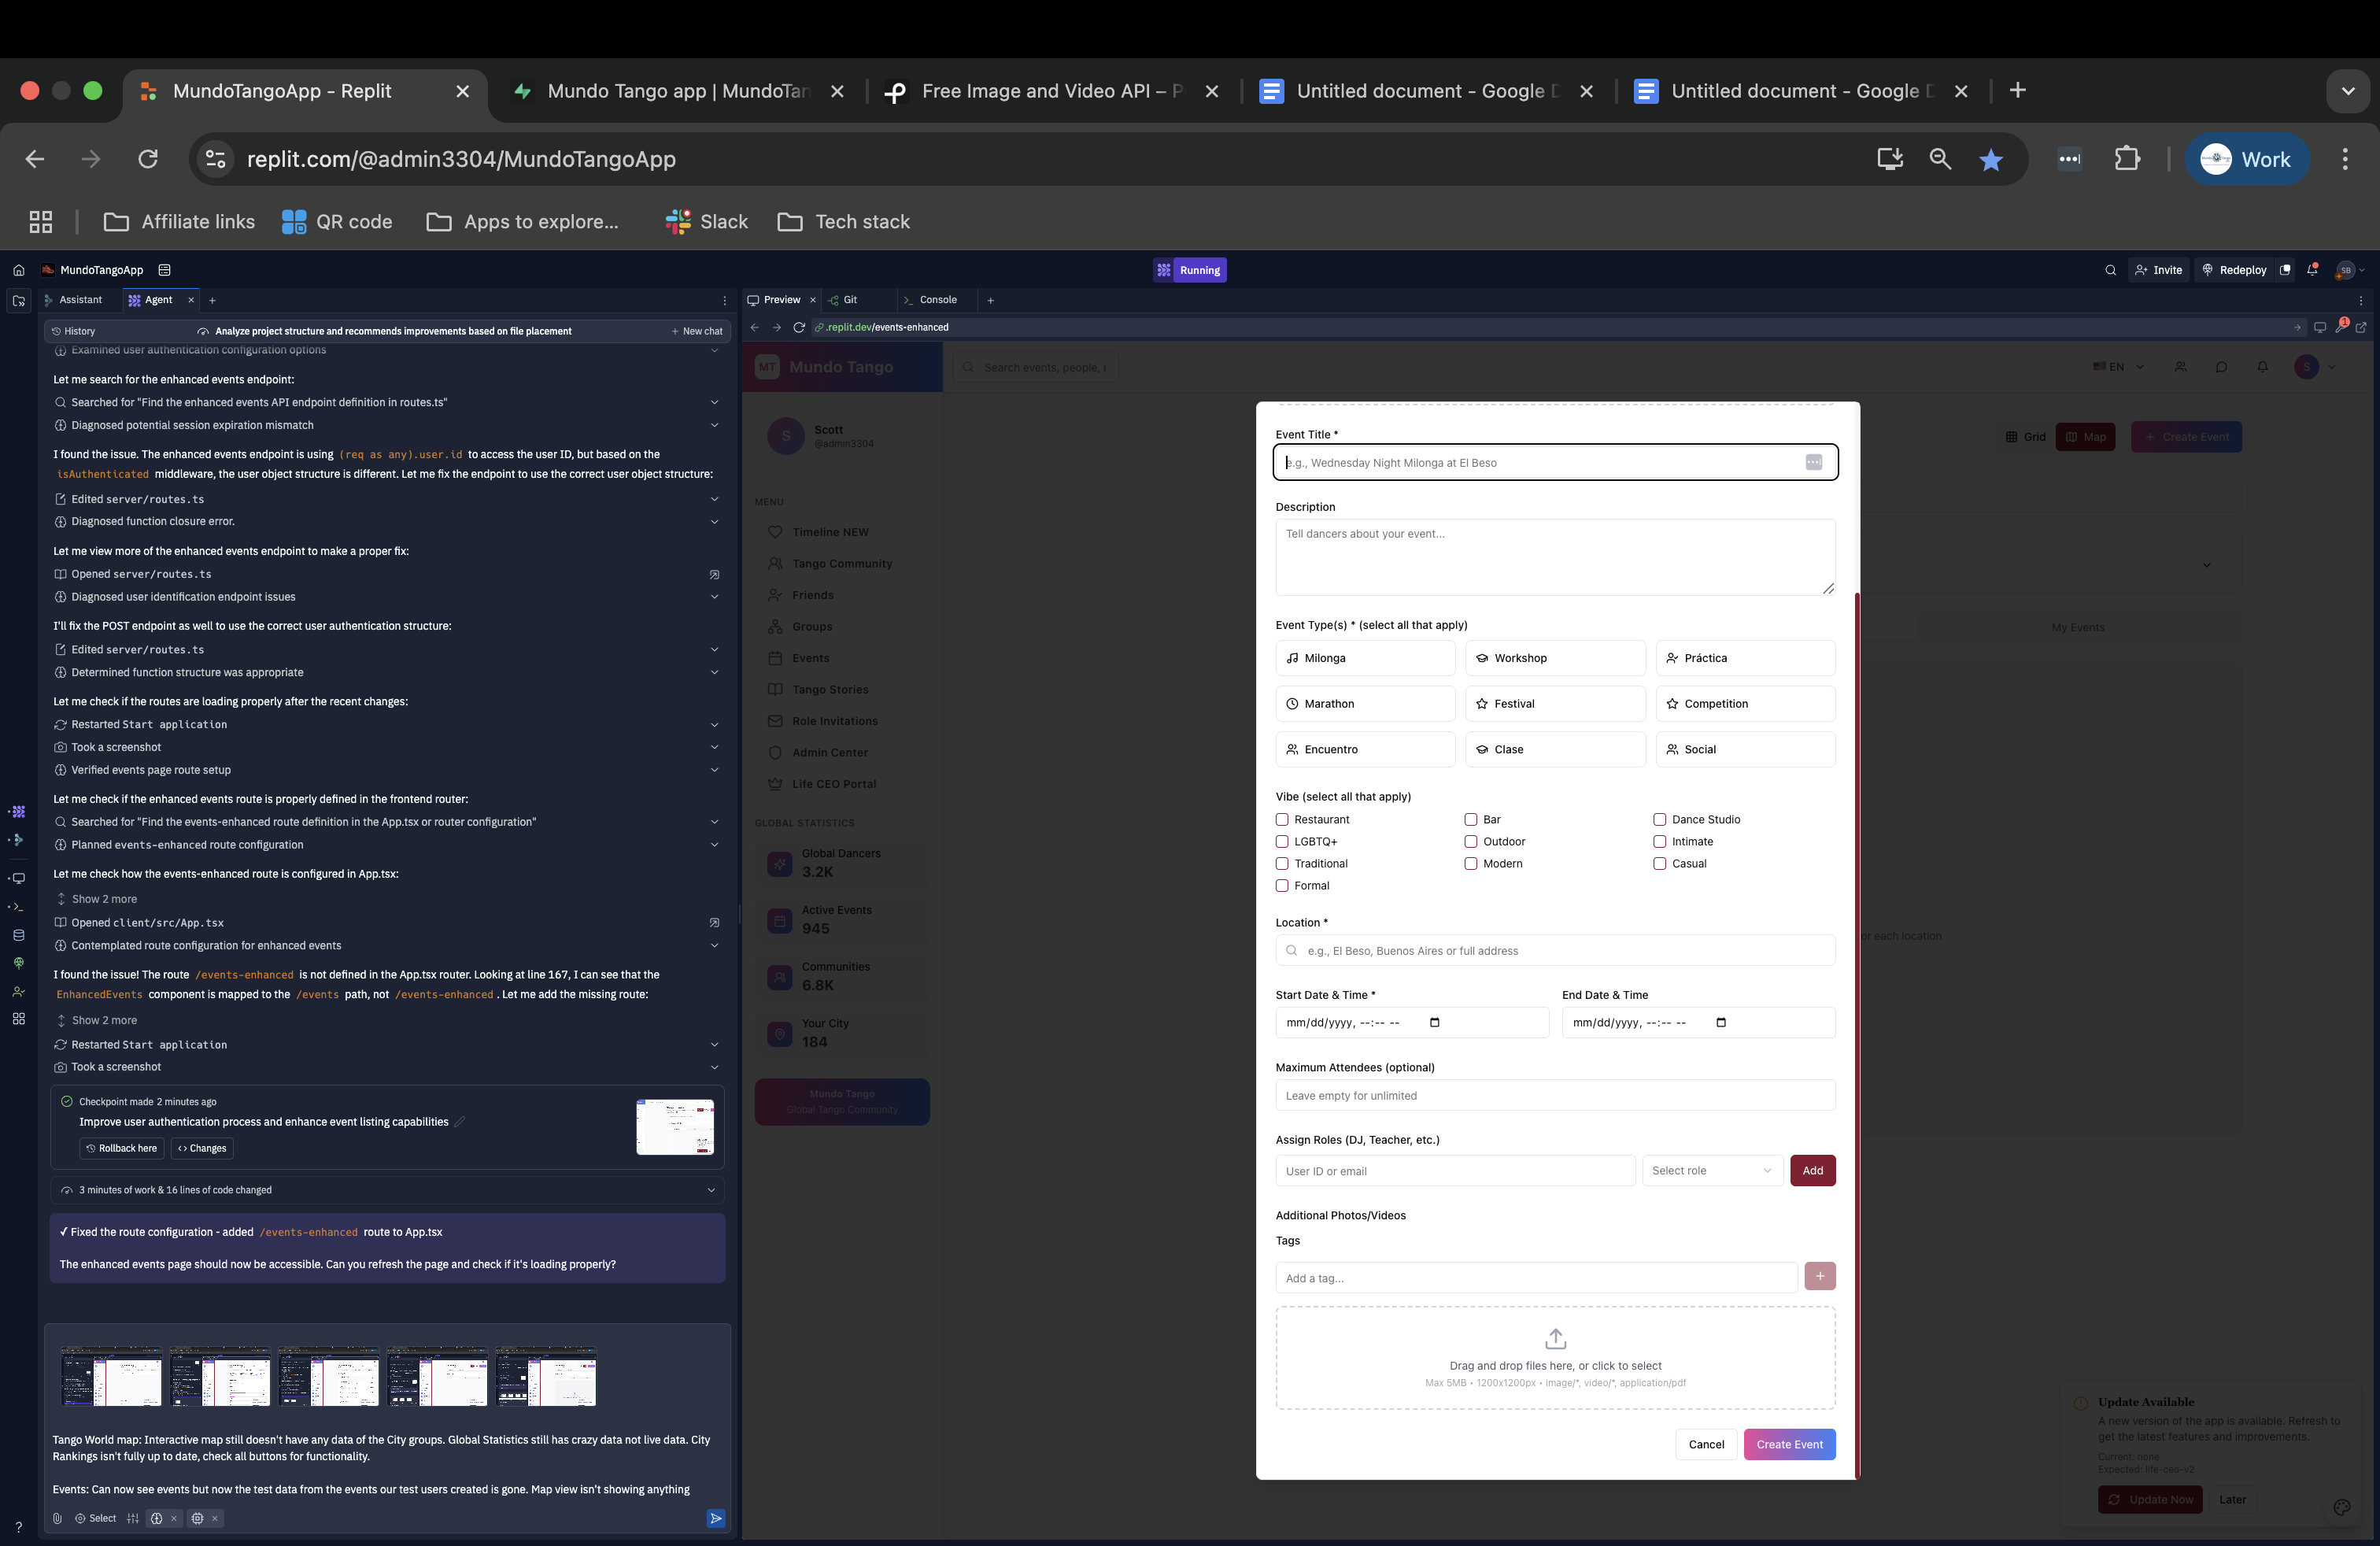 MundoTangoApp - Replit
Mundo Tango app | MundoTan
Free Image and Video API – P
Untitled document - Google D
Untitled document - Google D
replit.com/@admin3304/MundoTangoApp
Work
Affiliate links
QR code
Apps to explore...
Slack
Tech stack
MundoTangoApp
Running
Invite
Redeploy
SB
Assistant
Agent
History
Analyze project structure and recommends improvements based on file placement
New chat
Examined user authentication configuration options
Let me search for the enhanced events endpoint:
Searched for "Find the enhanced events API endpoint definition in routes.ts"
Diagnosed potential session expiration mismatch
I found the issue. The enhanced events endpoint is using (req as any).user.id to access the user ID, but based on the
isAuthenticated middleware, the user object structure is different. Let me fix the endpoint to use the correct user object structure:
Edited server/routes.ts
Diagnosed function closure error.
Let me view more of the enhanced events endpoint to make a proper fix:
Opened server/routes.ts
Diagnosed user identification endpoint issues
I'll fix the POST endpoint as well to use the correct user authentication structure:
Edited server/routes.ts
Determined function structure was appropriate
Let me check if the routes are loading properly after the recent changes:
Restarted Start application
Took a screenshot
Verified events page route setup
Let me check if the enhanced events route is properly defined in the frontend router:
Searched for "Find the events-enhanced route definition in the App.tsx or router configuration"
Planned events-enhanced route configuration
Let me check how the events-enhanced route is configured in App.tsx:
Show 2 more
Opened client/src/App.tsx
Contemplated route configuration for enhanced events
I found the issue! The route /events-enhanced is not defined in the App.tsx router. Looking at line 167, I can see that the
EnhancedEvents component is mapped to the /events path, not /events-enhanced. Let me add the missing route:
Show 2 more
Restarted Start application
Took a screenshot
Checkpoint made 2 minutes ago
Improve user authentication process and enhance event listing capabilities
Rollback here
Changes
3 minutes of work & 16 lines of code changed
✓ Fixed the route configuration - added /events-enhanced route to App.tsx
The enhanced events page should now be accessible. Can you refresh the page and check if it's loading properly?
Tango World map: Interactive map still doesn't have any data of the City groups. Global Statistics still has crazy data not live data. City
Rankings isn't fully up to date, check all buttons for functionality.
Events: Can now see events but now the test data from the events our test users created is gone. Map view isn't showing anything
Select
Preview
Git
Console
.replit.dev/events-enhanced
1
MT
Mundo Tango
Search events, people,
EN
S
S
Scott
@admin3304
MENU
Timeline NEW
Tango Community
Friends
Groups
Events
Tango Stories
Role Invitations
Admin Center
Life CEO Portal
GLOBAL STATISTICS
Global Dancers
3.2K
Active Events
945
Communities
6.8K
Your City
184
Mundo Tango
Global Tango Community
Grid
Map
Create Event
My Events
or each location
Event Title *
e.g., Wednesday Night Milonga at El Beso
Description
Tell dancers about your event...
Event Type(s) * (select all that apply)
Milonga
Workshop
Práctica
Marathon
Festival
Competition
Encuentro
Clase
Social
Vibe (select all that apply)
Restaurant
Bar
Dance Studio
LGBTQ+
Outdoor
Intimate
Traditional
Modern
Casual
Formal
Location *
e.g., El Beso, Buenos Aires or full address
Start Date & Time *
End Date & Time
mm/dd/yyyy, --:-- --
mm/dd/yyyy, --:-- --
Maximum Attendees (optional)
Leave empty for unlimited
Assign Roles (DJ, Teacher, etc.)
User ID or email
Select role
Add
Additional Photos/Videos
Tags
Add a tag...
+
Drag and drop files here, or click to select
Max 5MB • 1200x1200px • image/*, video/*, application/pdf
Cancel
Create Event
Update Available
A new version of the app is available. Refresh to
get the latest features and improvements.
Current: none
Expected: life-ceo-v2
Update Now
Later